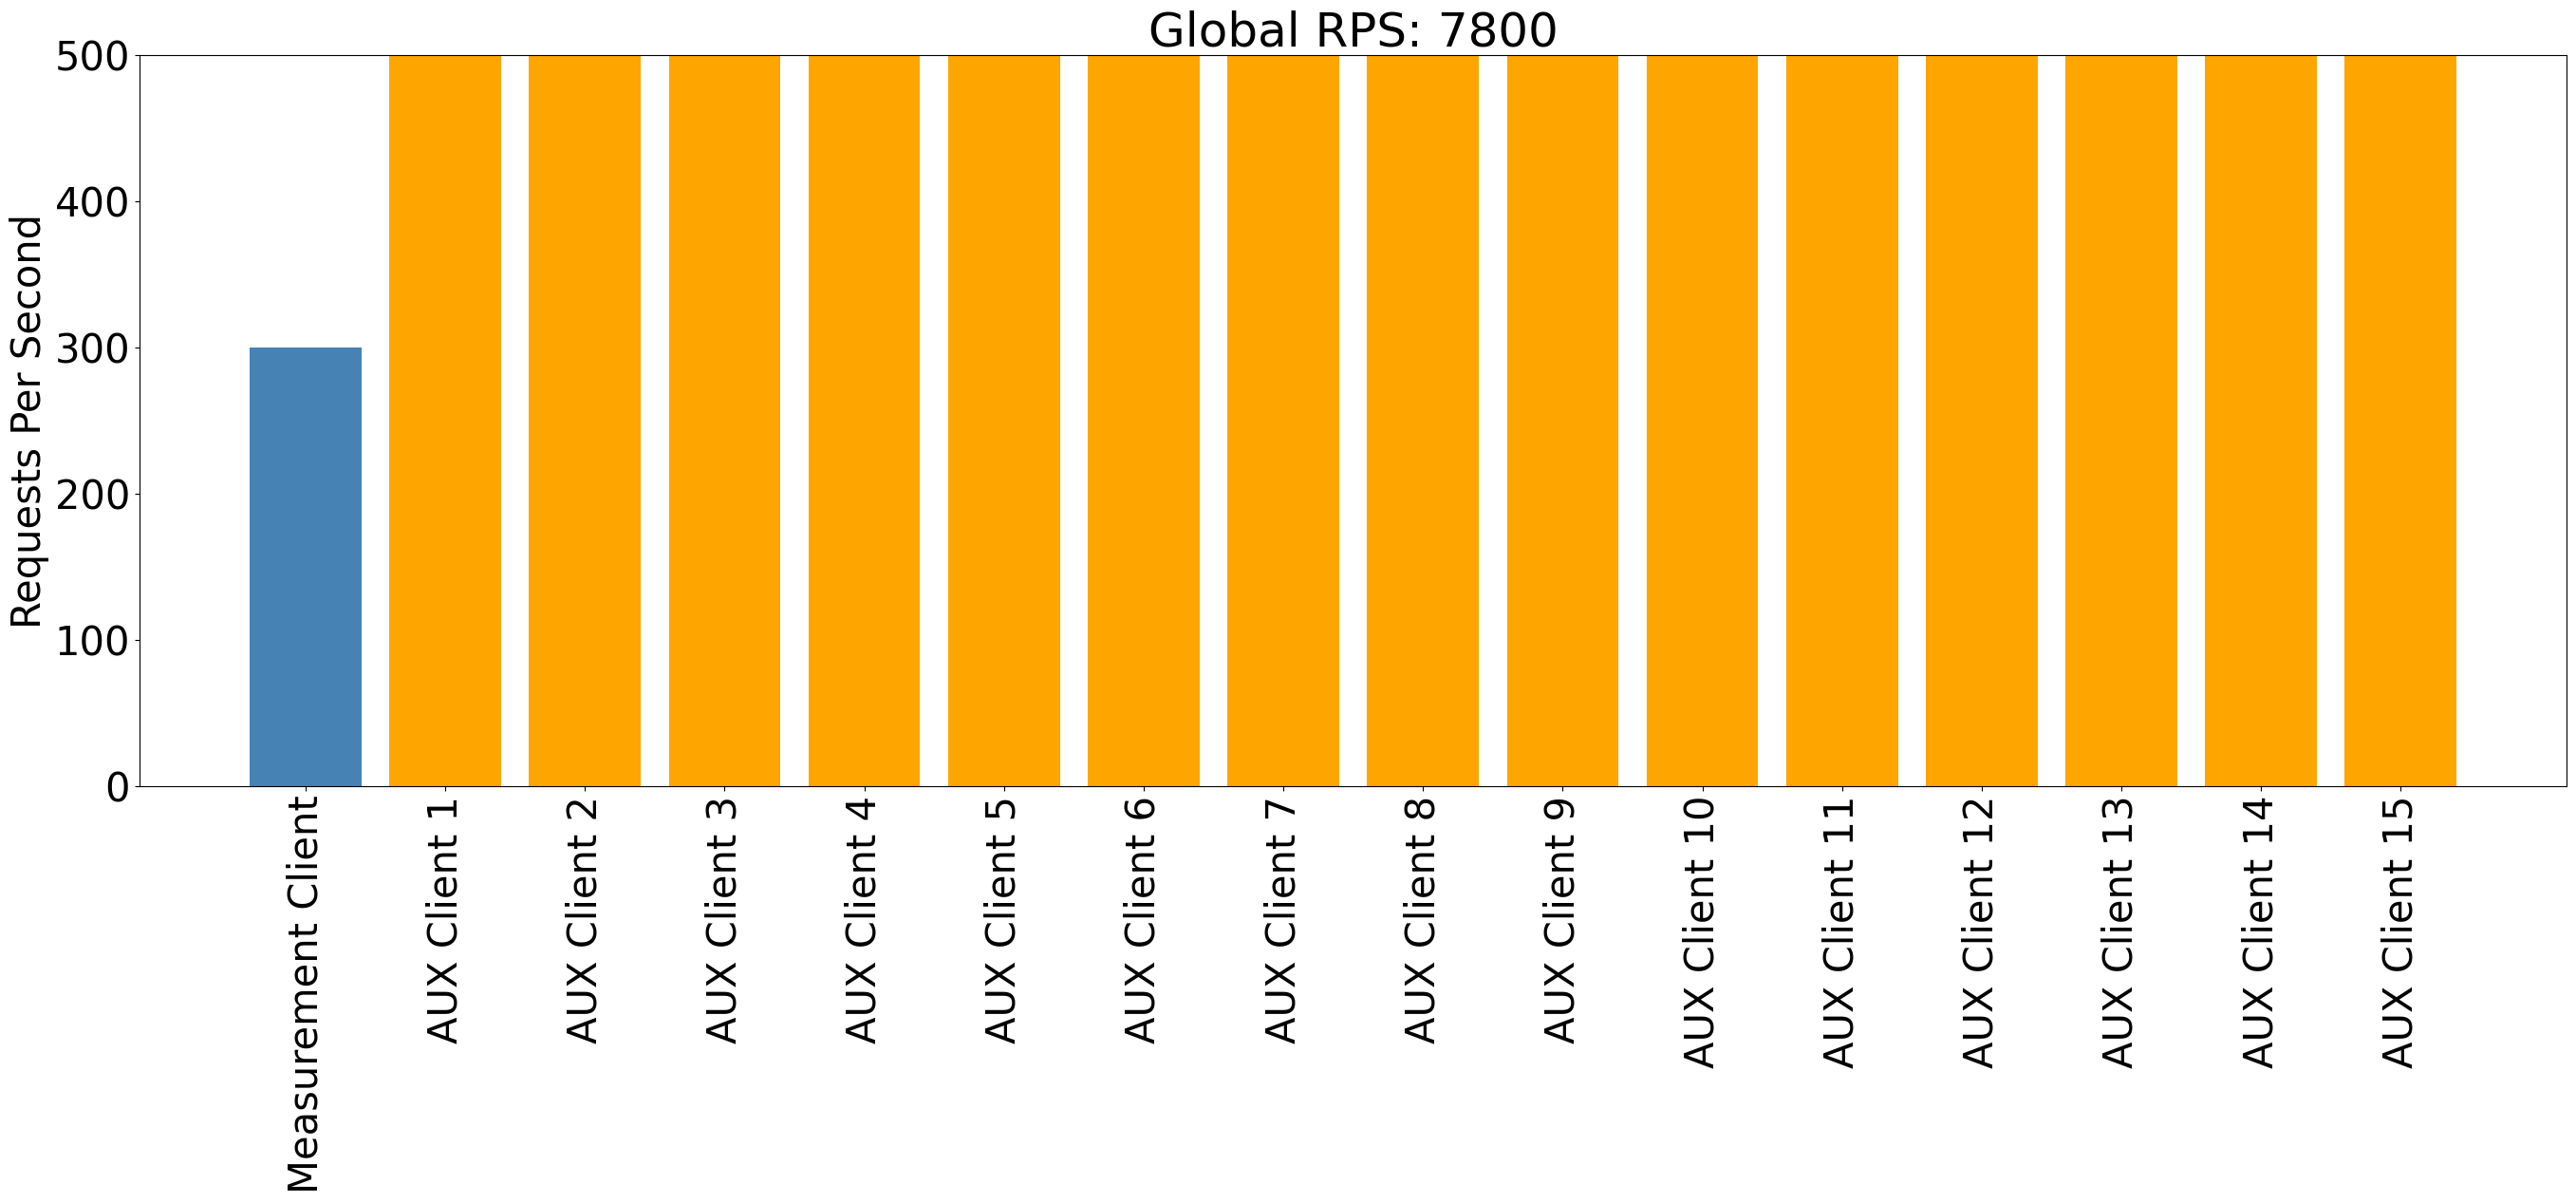 Global RPS: 7800
Requests Per Second
500
400
300
200
100
0
Measurement Client
AUX Client 1
AUX Client 2
AUX Client 3
AUX Client 4
AUX Client 5
AUX Client 6
AUX Client 7
AUX Client 8
AUX Client 9
AUX Client 10
AUX Client 11
AUX Client 12
AUX Client 13
AUX Client 14
AUX Client 15